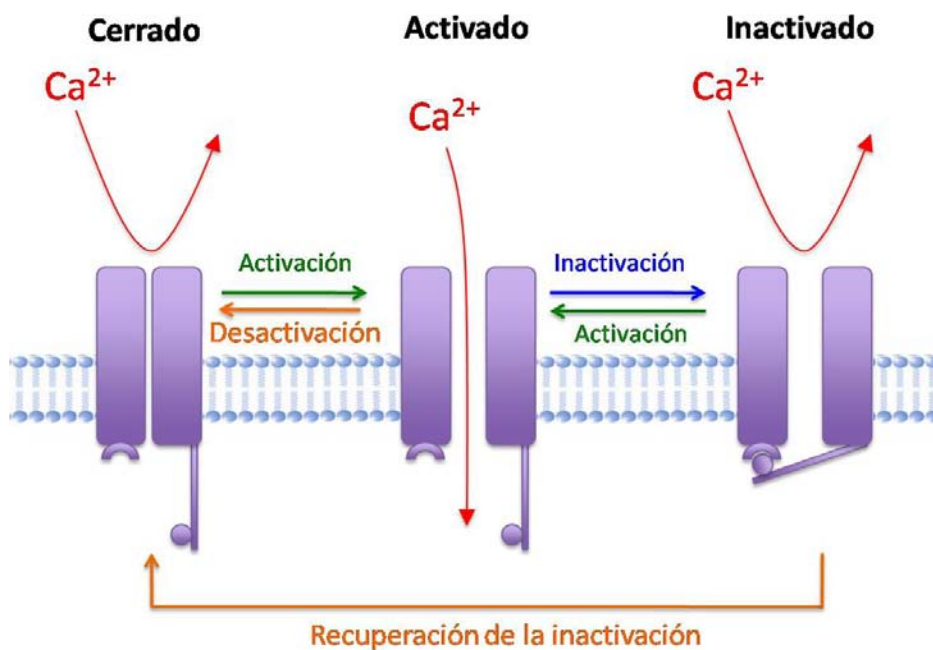 Cerrado
Activado
Inactivado
Ca²⁺
Ca²⁺
Ca²⁺
Activación
Desactivación
Inactivación
Activación
Recuperación de la inactivación